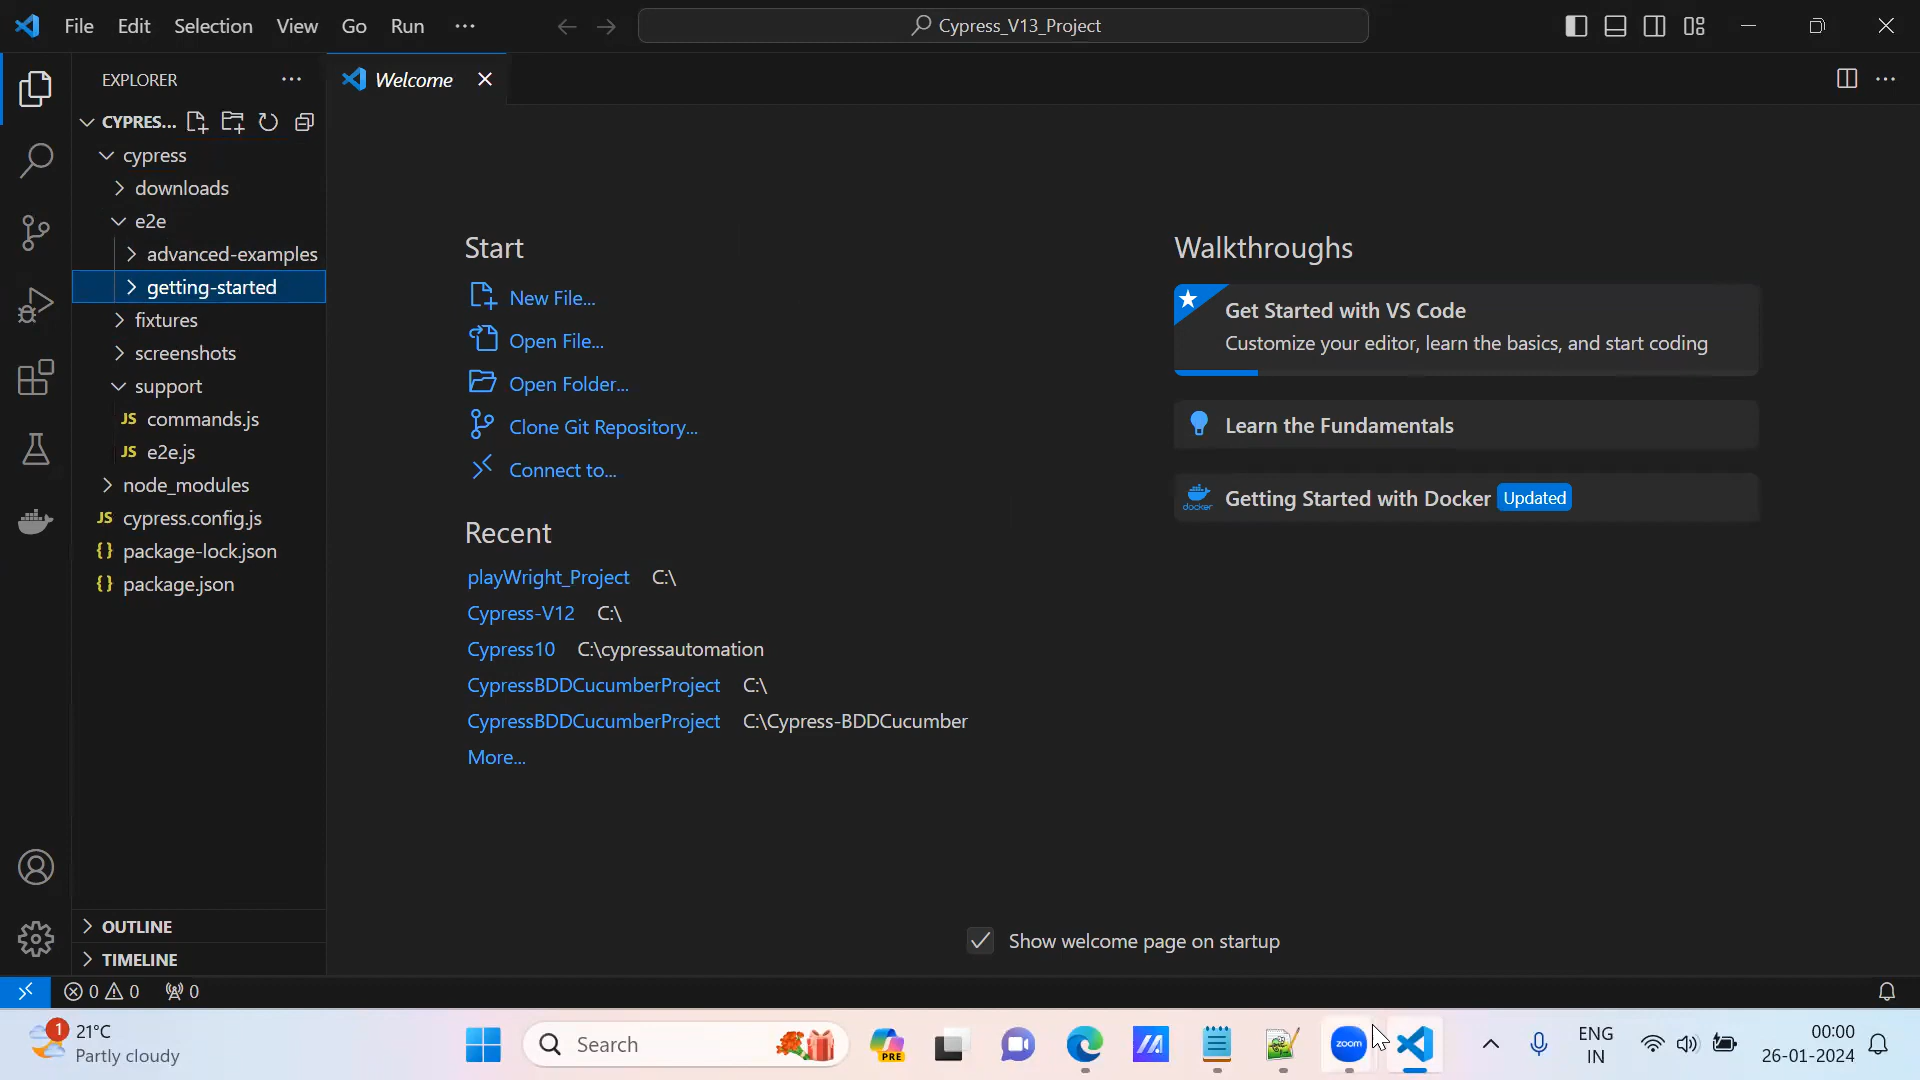 File Edit Selection View Go Run ...
Cypress_V13_Project
EXPLORER
Welcome
CYPRES...
cypress
downloads
e2e
advanced-examples
getting-started
fixtures
screenshots
support
JS commands.js
JS e2e.js
node_modules
JS cypress.config.js
{} package-lock.json
{} package.json
OUTLINE
TIMELINE
Start
New File...
Open File...
Open Folder...
Clone Git Repository...
Connect to...
Recent
playWright_Project C:\
Cypress-V12 C:\
Cypress10 C:\cypressautomation
CypressBDDCucumberProject C:\
CypressBDDCucumberProject C:\Cypress-BDDCucumber
More...
Walkthroughs
Get Started with VS Code
Customize your editor, learn the basics, and start coding
Learn the Fundamentals
docker Getting Started with Docker Updated
Show welcome page on startup
0 0 0
1 21°C
Partly cloudy
Search
PRE
zoom
ENG
IN
00:00
26-01-2024